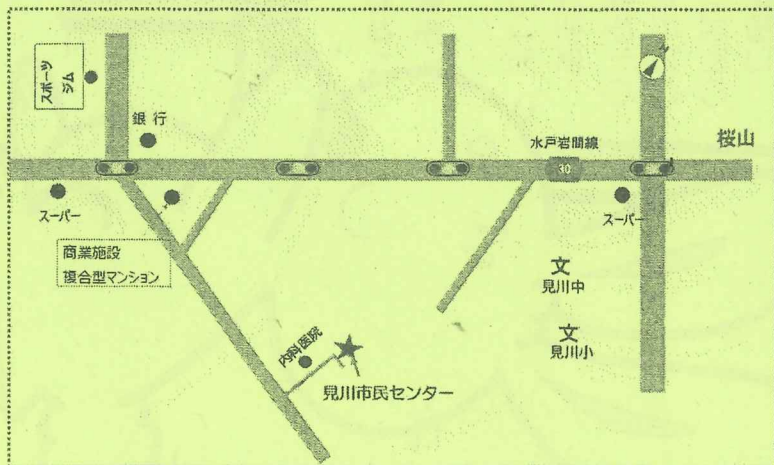 スポーツ
ジム
銀行
水戸岩間線
30
桜山
N
スーパー
スーパー
商業施設
複合型マンション
文
見川中
文
見川小
内科医院
見川市民センター